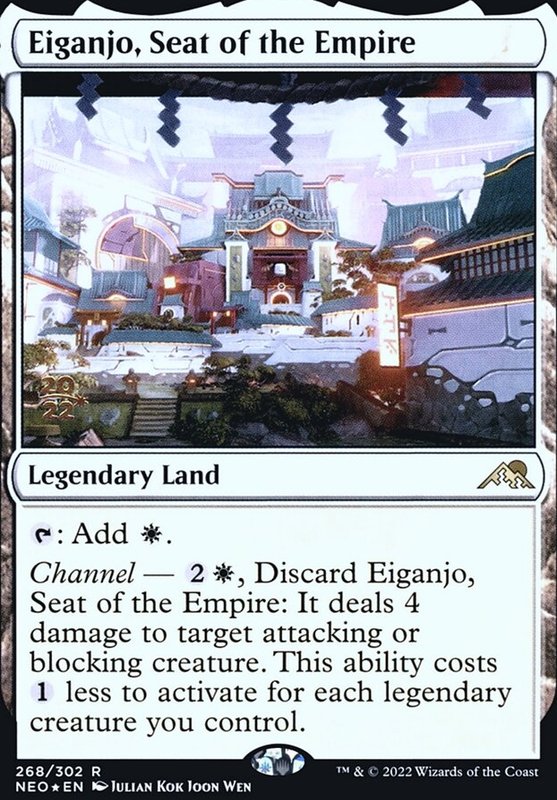 Eiganjo, Seat of the Empire
20
22
Legendary Land
: Add .
Channel — 2 , Discard Eiganjo,
Seat of the Empire: It deals 4
damage to target attacking or
blocking creature. This ability costs
1 less to activate for each legendary
creature you control.
268/302 R
NEO★EN Julian Kok Joon Wen
™ & © 2022 Wizards of the Coast